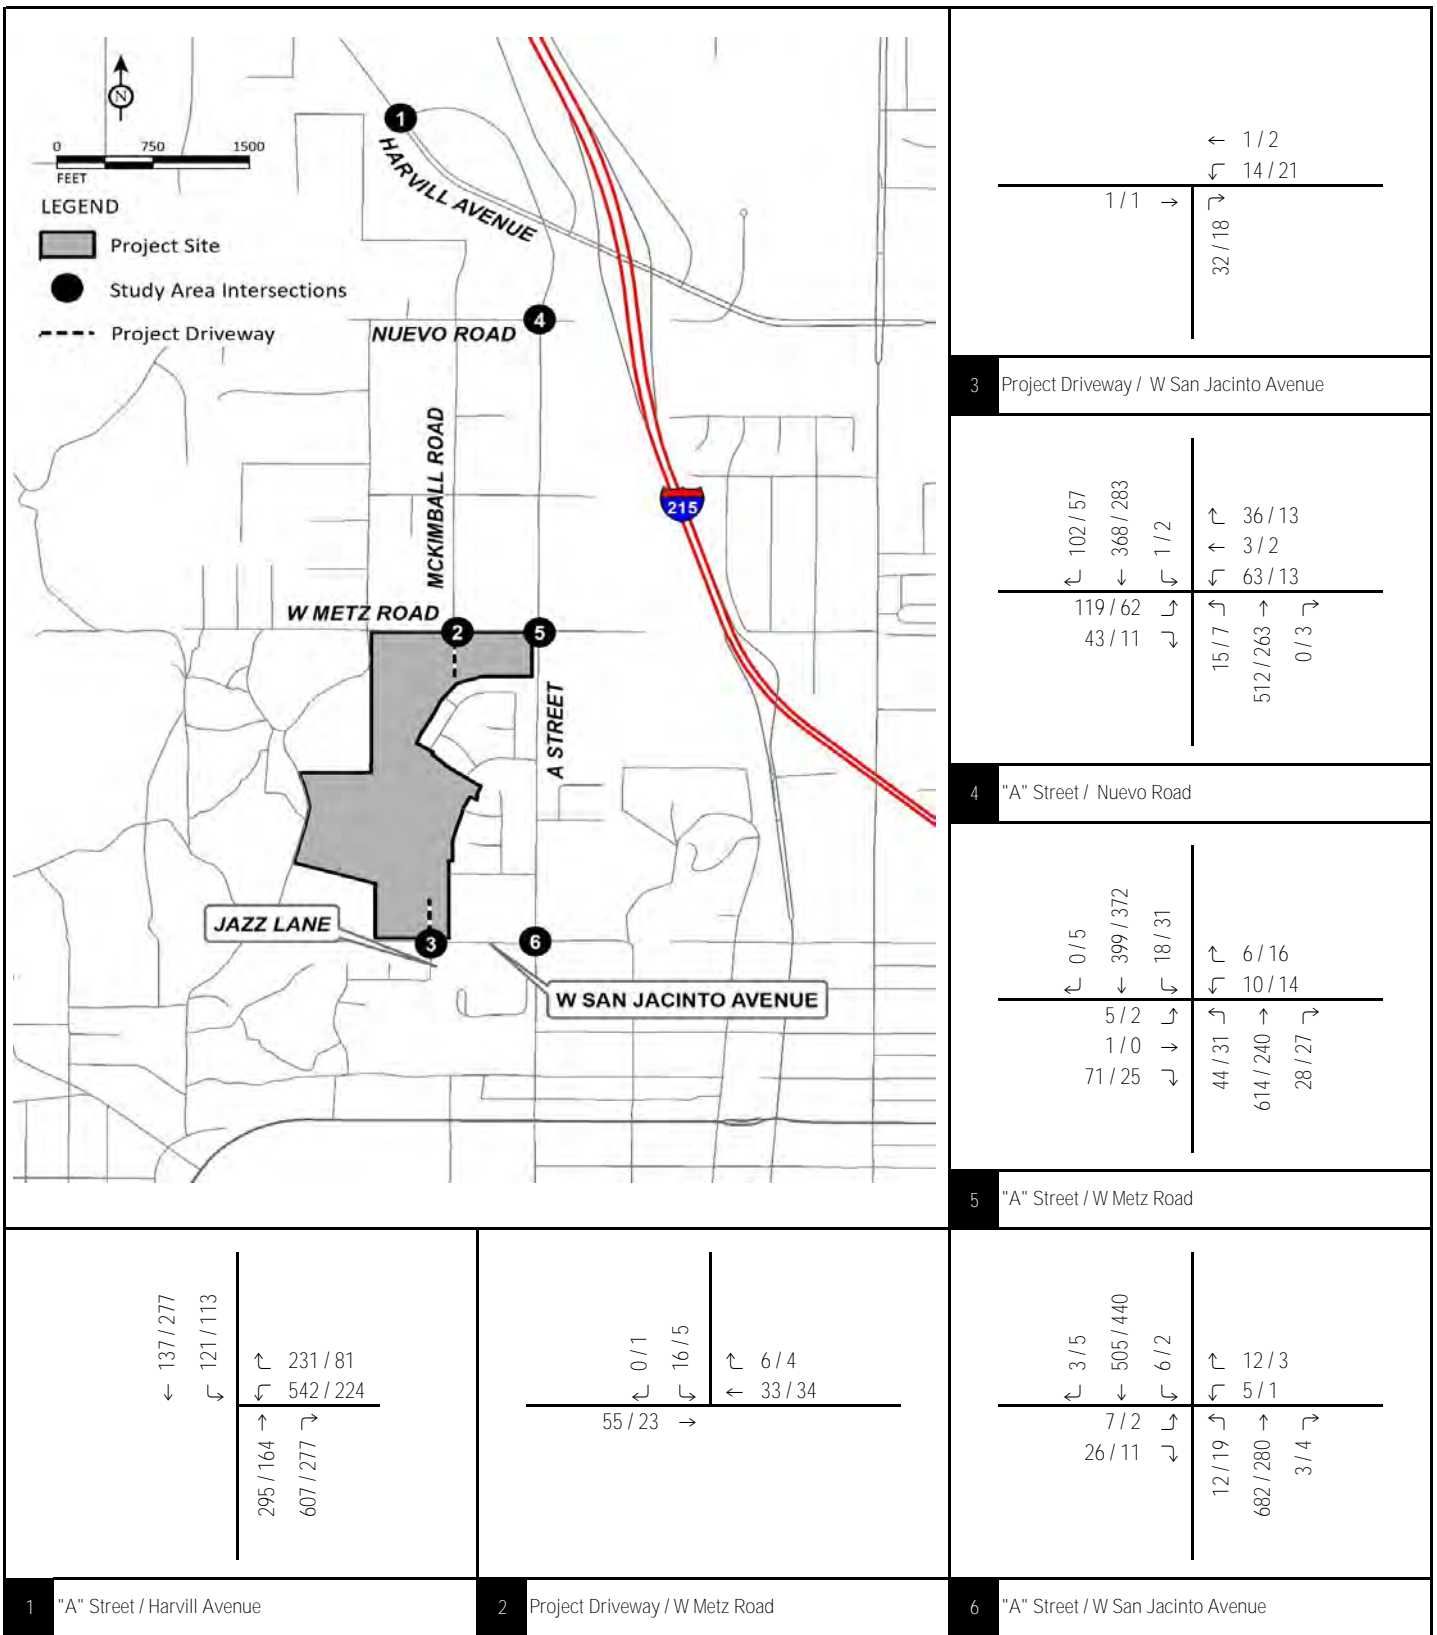 N
0 750 1500
FEET
LEGEND
Project Site
Study Area Intersections
Project Driveway
1
HARVILL AVENUE
4
NUEVO ROAD
MCKIMBALL ROAD
215
W METZ ROAD
2
5
A STREET
JAZZ LANE
3
6
W SAN JACINTO AVENUE
← 1 / 2
14 / 21
1 / 1 →
32 / 18
3 Project Driveway / W San Jacinto Avenue
102 / 57
368 / 283
1 / 2
36 / 13
← 3 / 2
63 / 13
119 / 62
43 / 11
15 / 7
512 / 263
0 / 3
4 "A" Street / Nuevo Road
0 / 5
399 / 372
18 / 31
6 / 16
10 / 14
5 / 2
1 / 0 →
71 / 25
44 / 31
614 / 240
28 / 27
5 "A" Street / W Metz Road
137 / 277
121 / 113
231 / 81
542 / 224
295 / 164
607 / 277
1 "A" Street / Harvill Avenue
0 / 1
16 / 5
6 / 4
← 33 / 34
55 / 23 →
2 Project Driveway / W Metz Road
3 / 5
505 / 440
6 / 2
12 / 3
5 / 1
7 / 2
26 / 11
12 / 19
682 / 280
3 / 4
6 "A" Street / W San Jacinto Avenue